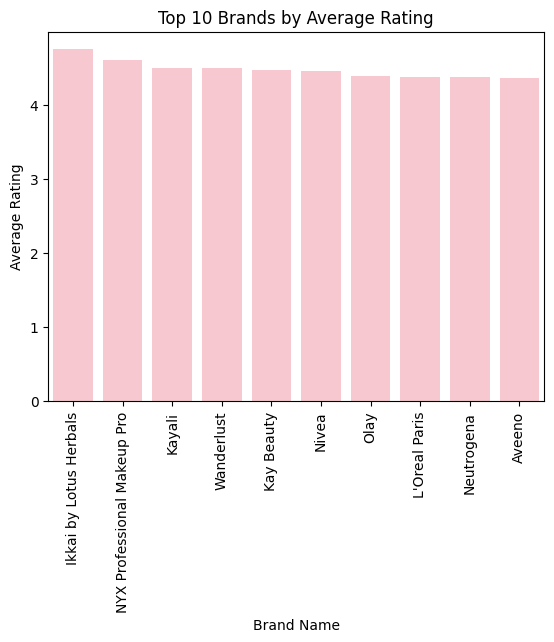 Top 10 Brands by Average Rating
Average Rating
4
3
2
1
0
Ikkai by Lotus Herbals
NYX Professional Makeup Pro
Kayali
Wanderlust
Kay Beauty
Nivea
Olay
L'Oreal Paris
Neutrogena
Aveeno
Brand Name